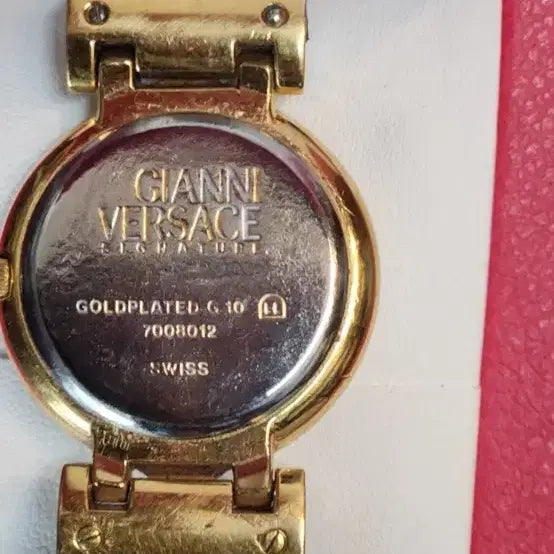 GIANNI
VERSACE
SIGNATURE
GOLDPLATED G 10
7008012
SWISS